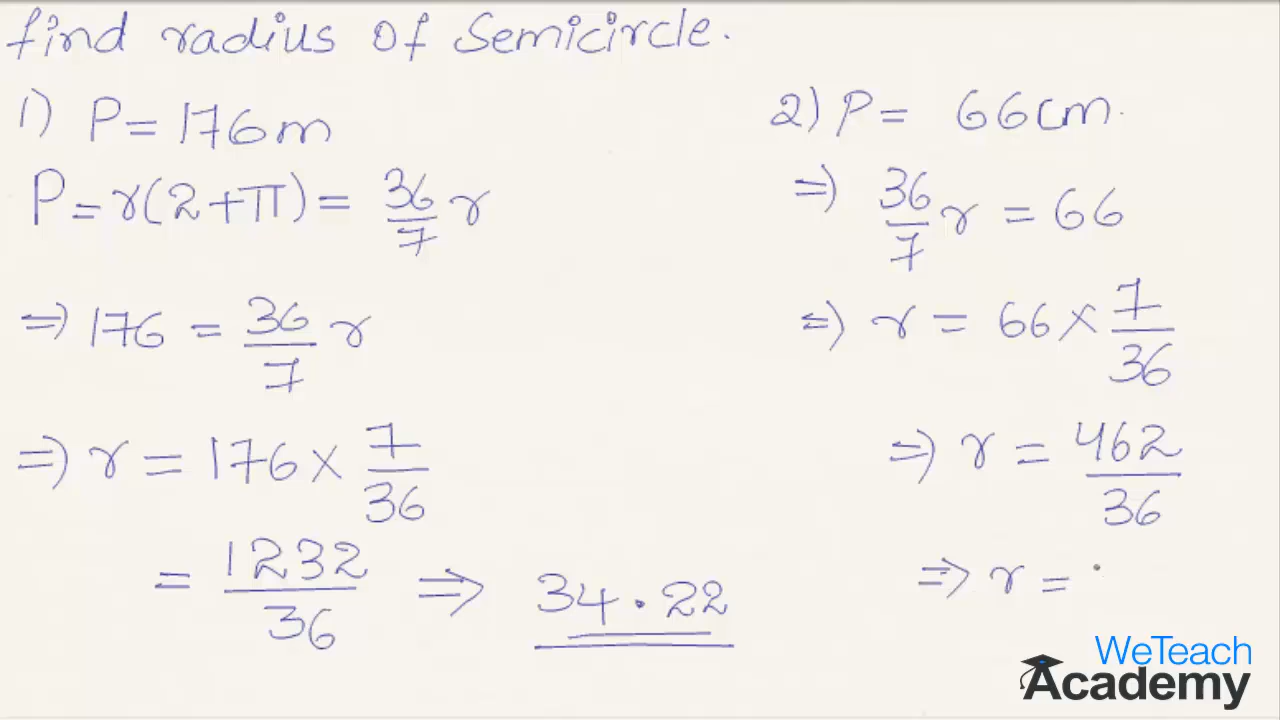 find radius of Semicircle.
1) P = 176m
P = r(2+π) = 36/7 r
⇒ 176 = 36/7 r
⇒ r = 176 × 7/36
= 1232/36 ⇒ 34.22
2) P = 66cm.
⇒ 36/7 r = 66
⇒ r = 66 × 7/36
⇒ r = 462/36
⇒ r =
WeTeach
Academy